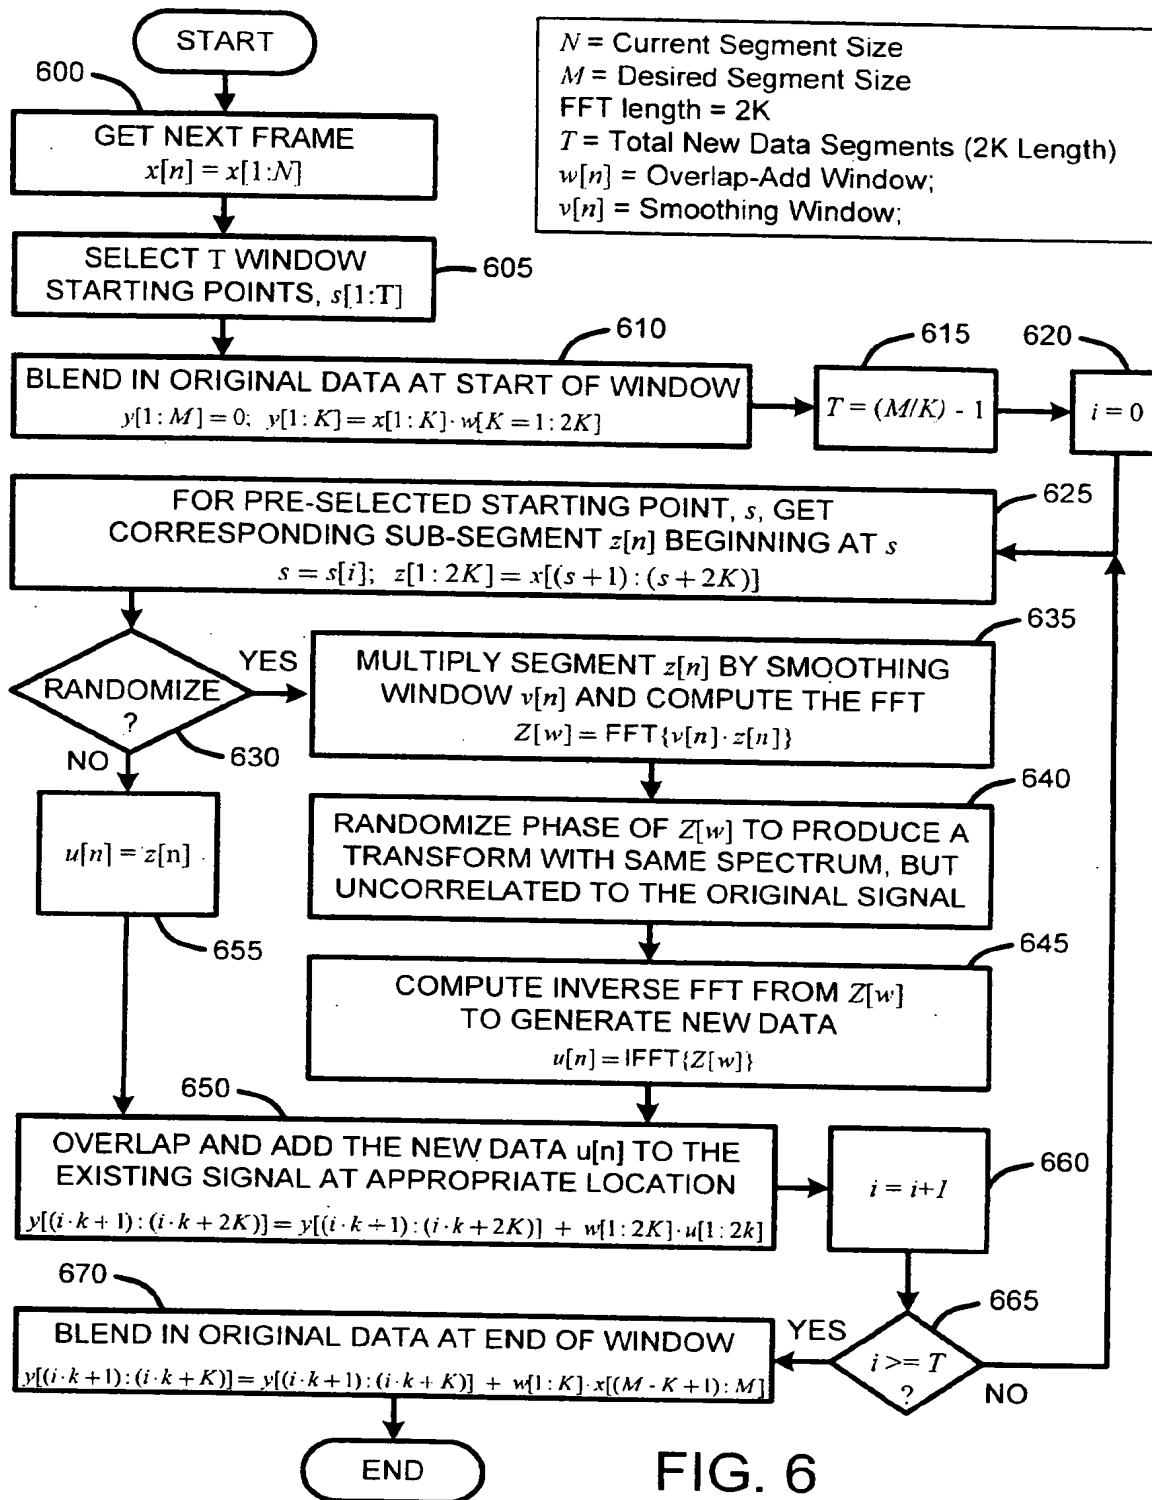 START
N = Current Segment Size
M = Desired Segment Size
FFT length = 2K
T = Total New Data Segments (2K Length)
w[n] = Overlap-Add Window;
v[n] = Smoothing Window;
600
GET NEXT FRAME
x[n] = x[1:N]
SELECT T WINDOW
STARTING POINTS, s[1:T]
605
610
BLEND IN ORIGINAL DATA AT START OF WINDOW
y[1:M]=0; y[1:K]=x[1:K]·w[K=1:2K]
615
T = (M/K) - 1
620
i = 0
625
FOR PRE-SELECTED STARTING POINT, s, GET
CORRESPONDING SUB-SEGMENT z[n] BEGINNING AT s
s = s[i]; z[1:2K]=x[(s+1):(s+2K)]
RANDOMIZE
?
630
YES
NO
635
MULTIPLY SEGMENT z[n] BY SMOOTHING
WINDOW v[n] AND COMPUTE THE FFT
Z[w] = FFT{v[n]·z[n]}
640
RANDOMIZE PHASE OF Z[w] TO PRODUCE A
TRANSFORM WITH SAME SPECTRUM, BUT
UNCORRELATED TO THE ORIGINAL SIGNAL
u[n] = z[n]
655
645
COMPUTE INVERSE FFT FROM Z[w]
TO GENERATE NEW DATA
u[n] = IFFT{Z[w]}
650
OVERLAP AND ADD THE NEW DATA u[n] TO THE
EXISTING SIGNAL AT APPROPRIATE LOCATION
y[(i·k+1):(i·k+2K)]=y[(i·k+1):(i·k+2K)] + w[1:2K]·u[1:2k]
660
i = i+1
665
i >= T
?
YES
NO
670
BLEND IN ORIGINAL DATA AT END OF WINDOW
y[(i·k+1):(i·k+K)]=y[(i·k+1):(i·k+K)] + w[1:K]·x[(M-K+1):M]
END
FIG. 6